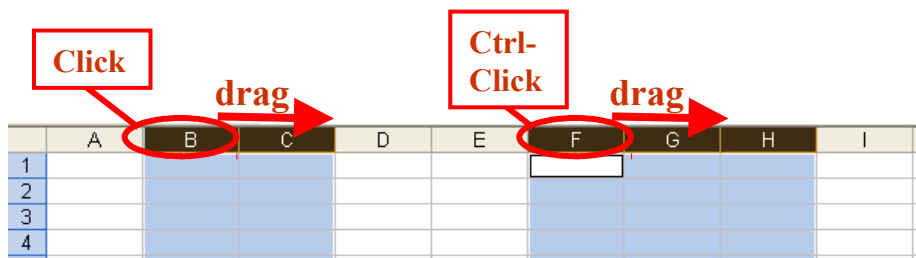 Click
Ctrl-
Click
drag
drag
A B C D E F G H I
1
2
3
4